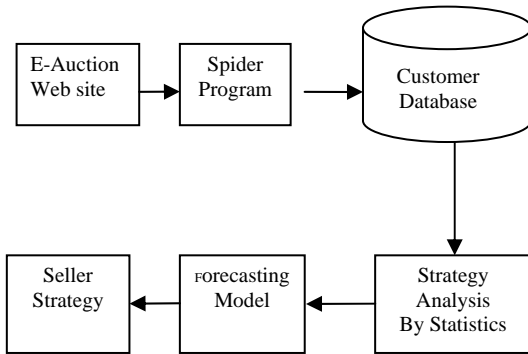 E-Auction
Web site
Spider
Program
Customer
Database
Seller
Strategy
Forecasting
Model
Strategy
Analysis
By Statistics